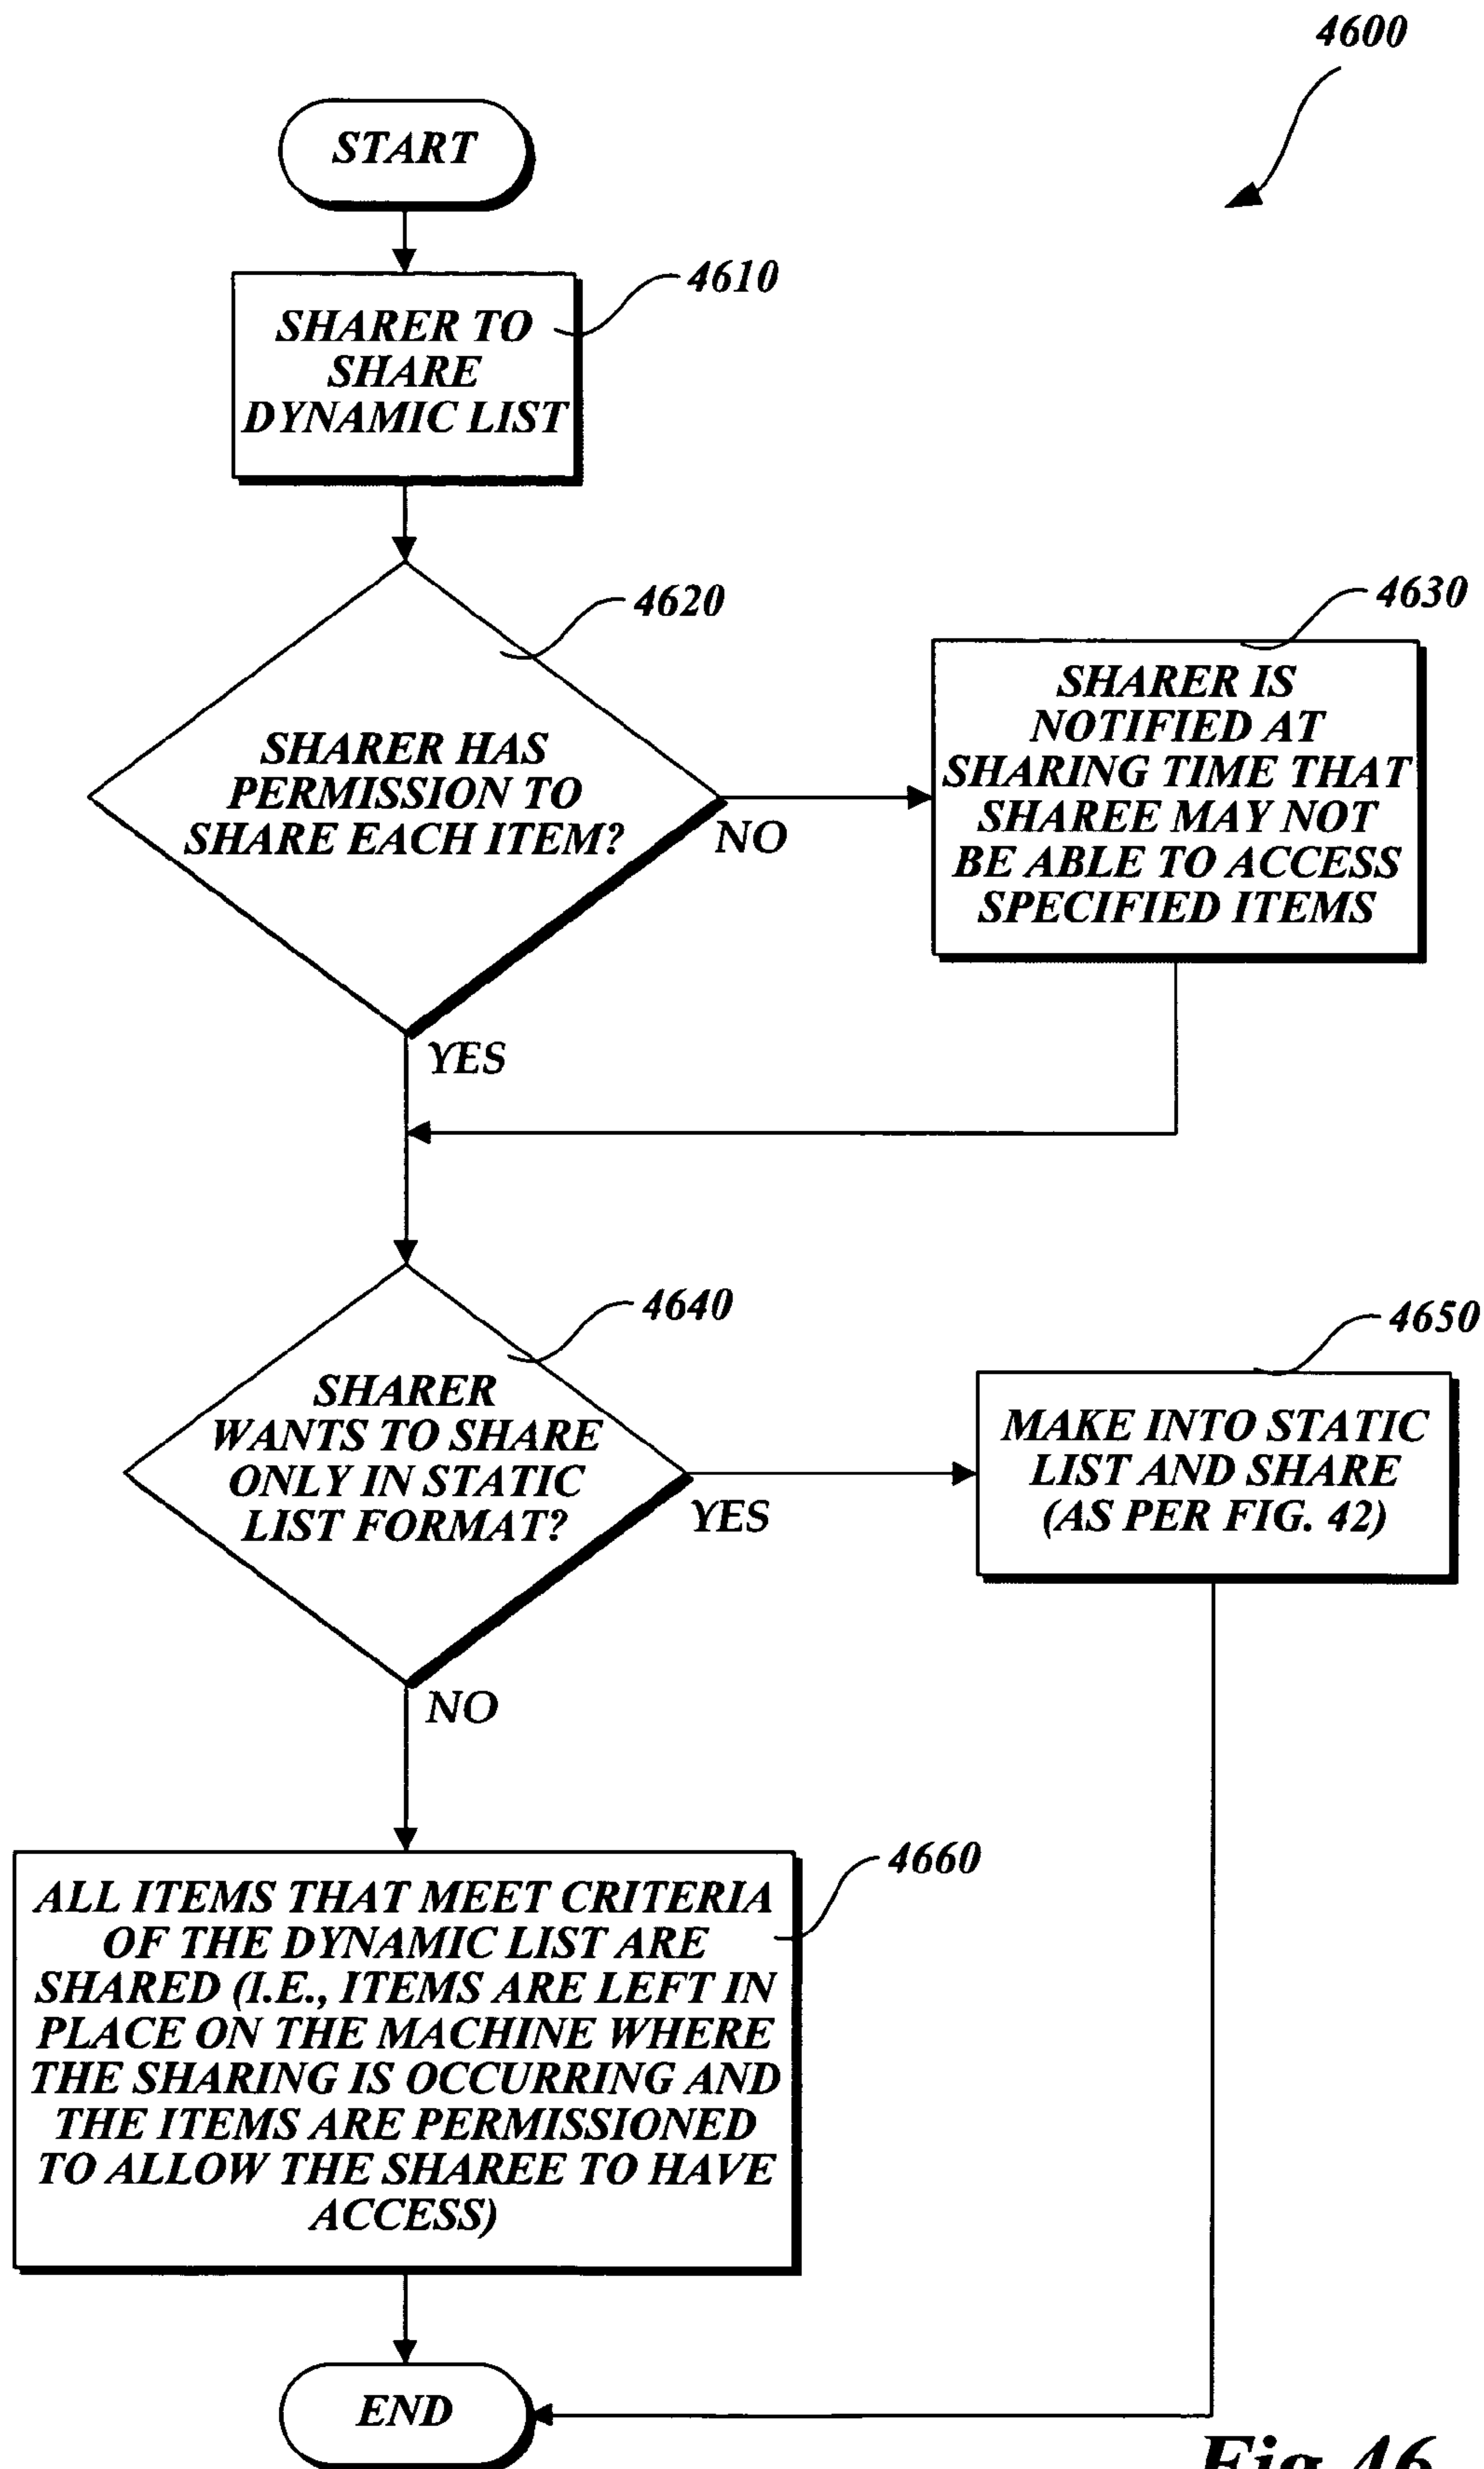 4600
START
4610
SHARER TO
SHARE
DYNAMIC LIST
4620
SHARER HAS
PERMISSION TO
SHARE EACH ITEM?
NO
YES
4630
SHARER IS
NOTIFIED AT
SHARING TIME THAT
SHAREE MAY NOT
BE ABLE TO ACCESS
SPECIFIED ITEMS
4640
SHARER
WANTS TO SHARE
ONLY IN STATIC
LIST FORMAT?
YES
NO
4650
MAKE INTO STATIC
LIST AND SHARE
(AS PER FIG. 42)
4660
ALL ITEMS THAT MEET CRITERIA
OF THE DYNAMIC LIST ARE
SHARED (I.E., ITEMS ARE LEFT IN
PLACE ON THE MACHINE WHERE
THE SHARING IS OCCURRING AND
THE ITEMS ARE PERMISSIONED
TO ALLOW THE SHAREE TO HAVE
ACCESS)
END
Fig.46.